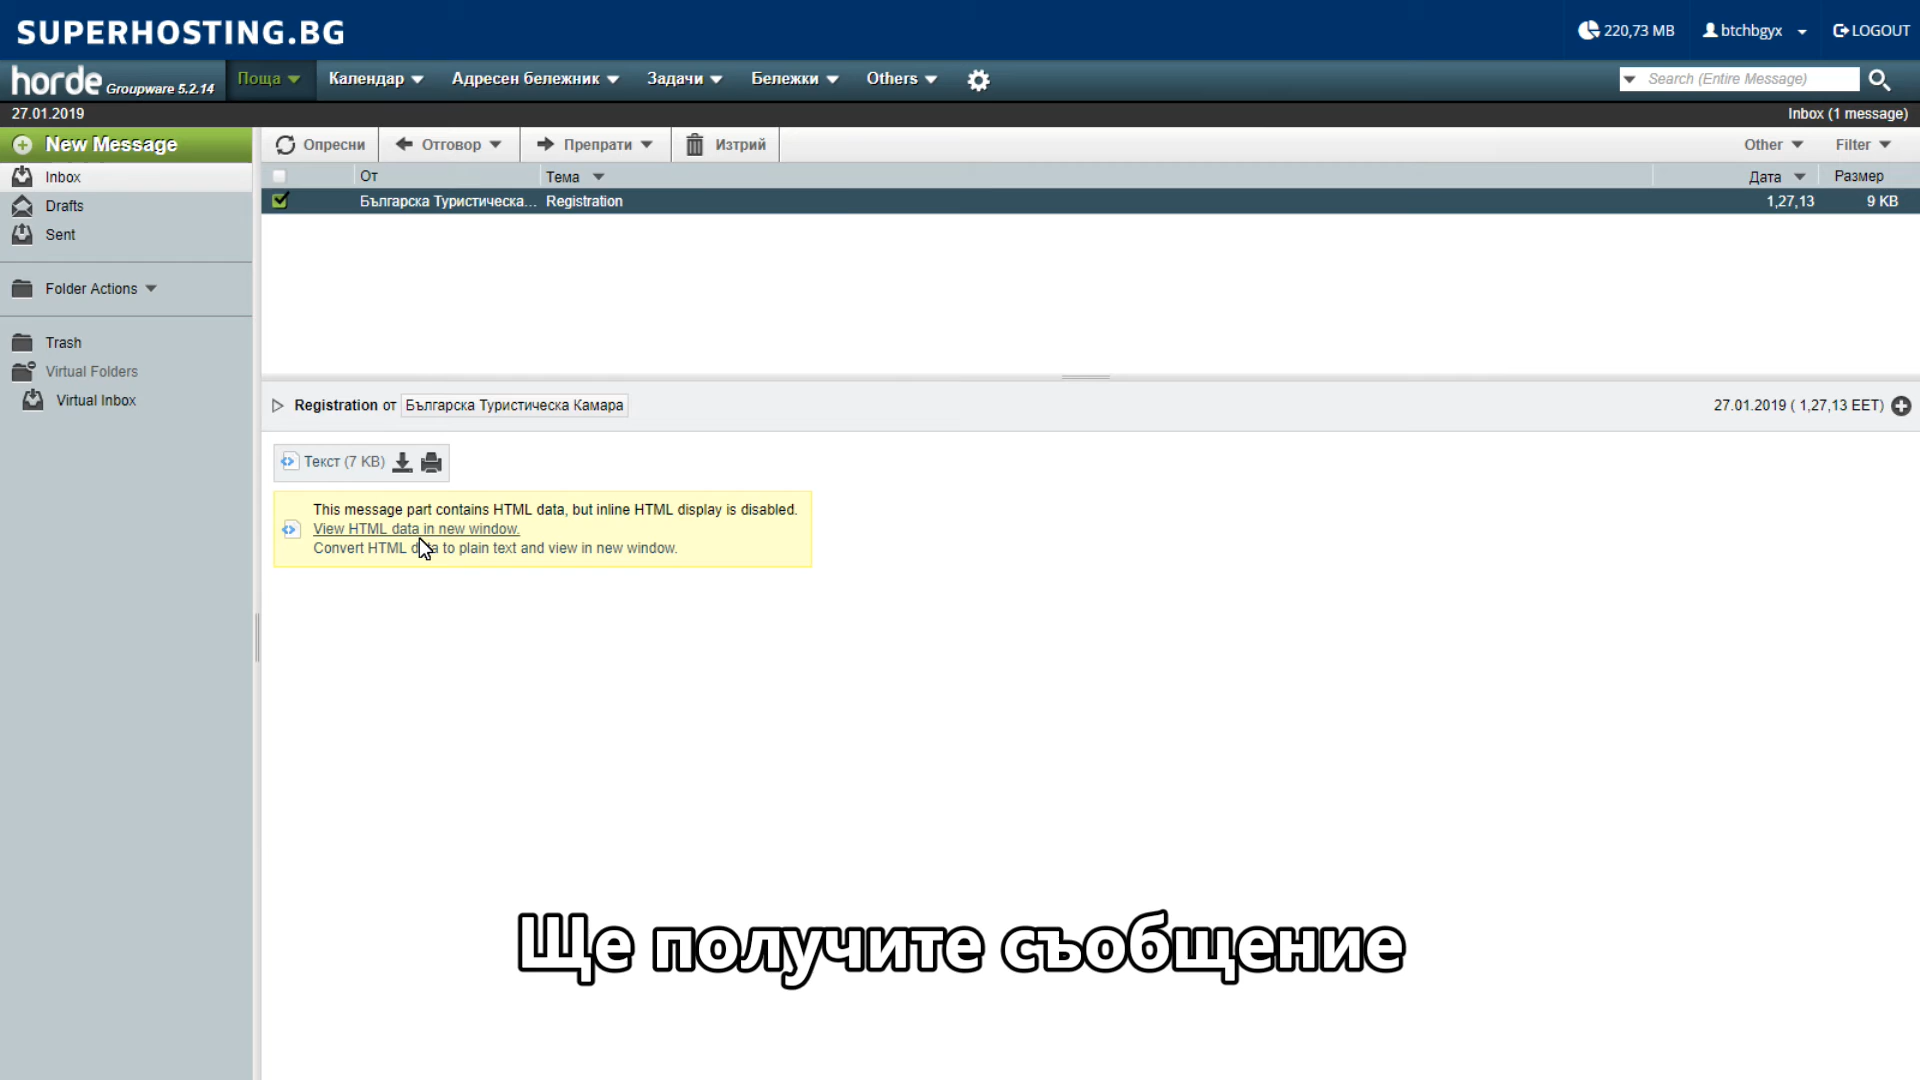 SUPERHOSTING.BG
220,73 MB
btchbgyx
LOGOUT
horde Groupware 5.2.14
Поща
Календар
Адресен бележник
Задачи
Бележки
Others
Search (Entire Message)
27.01.2019
Inbox (1 message)
New Message
Опресни
Отговор
Препрати
Изтрий
Other
Filter
Inbox
От
Тема
Дата
Размер
Българска Туристическа...
Registration
1,27,13
9 KB
Drafts
Sent
Folder Actions
Trash
Virtual Folders
Virtual Inbox
Registration от Българска Туристическа Камара
27.01.2019 ( 1,27,13 EET)
Текст (7 KB)
This message part contains HTML data, but inline HTML display is disabled.
View HTML data in new window.
Convert HTML data to plain text and view in new window.
Ще получите съобщение